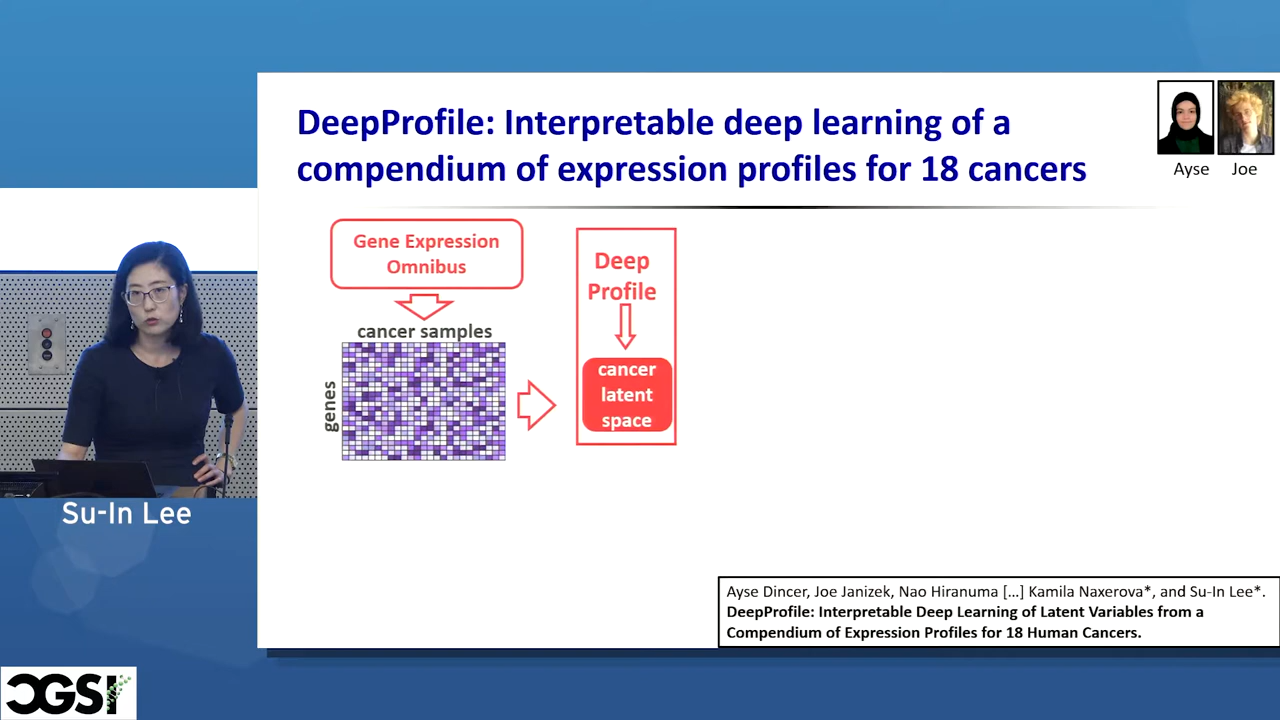 DeepProfile: Interpretable deep learning of a
compendium of expression profiles for 18 cancers
Ayse
Joe
Gene Expression
Omnibus
cancer samples
genes
Deep
Profile
cancer
latent
space
Su-In Lee
Ayse Dincer, Joe Janizek, Nao Hiranuma [...] Kamila Naxerova*, and Su-In Lee*.
DeepProfile: Interpretable Deep Learning of Latent Variables from a
Compendium of Expression Profiles for 18 Human Cancers.
CGSI